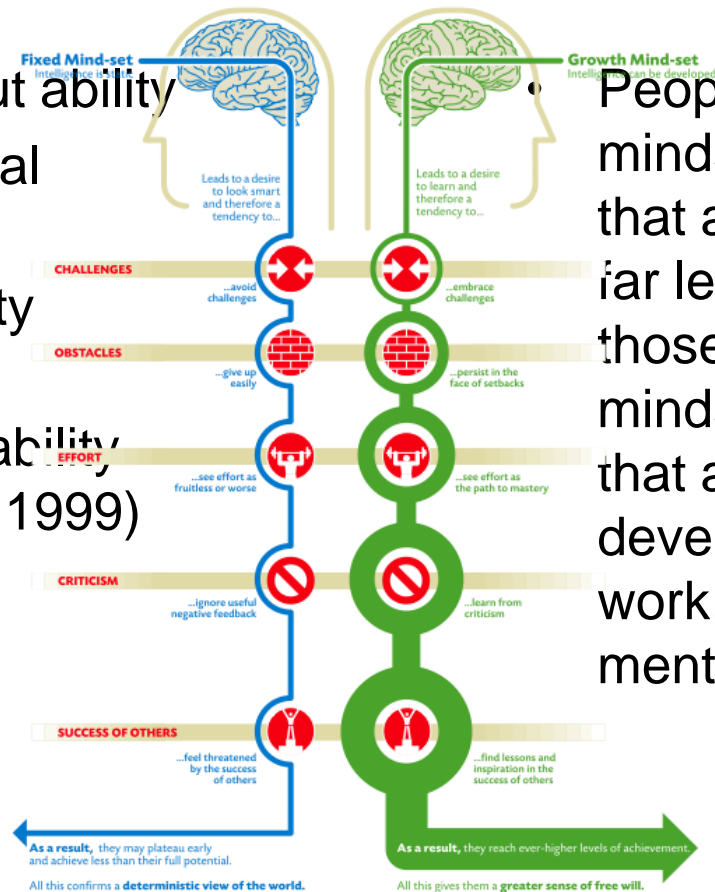 Fixed Mind-set
Intelligence is static
Growth Mind-set
Intelligence can be developed
ut ability
al
ty
ability
1999)
• Peop
mind
that a
far le
those
mind
that a
deve
work
ment
Leads to a desire
to look smart
and therefore a
tendency to...
Leads to a desire
to learn and
therefore a
tendency to...
CHALLENGES
...avoid
challenges
...embrace
challenges
OBSTACLES
...give up
easily
...persist in the
face of setbacks
EFFORT
...see effort as
fruitless or worse
...see effort as
the path to mastery
CRITICISM
...ignore useful
negative feedback
...learn from
criticism
SUCCESS OF OTHERS
...feel threatened
by the success
of others
...find lessons and
inspiration in the
success of others
As a result, they may plateau early
and achieve less than their full potential.
All this confirms a deterministic view of the world.
As a result, they reach ever-higher levels of achievement.
All this gives them a greater sense of free will.